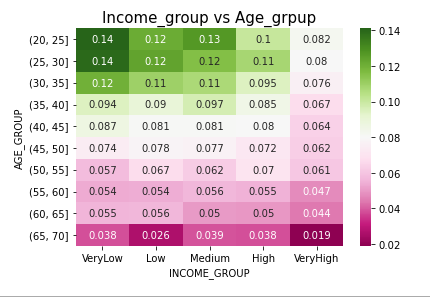 Income_group vs Age_grpup
AGE_GROUP
(20, 25] 0.14 0.12 0.13 0.1 0.082
(25, 30] 0.14 0.12 0.12 0.11 0.08
(30, 35] 0.12 0.11 0.11 0.095 0.076
(35, 40] 0.094 0.09 0.097 0.085 0.067
(40, 45] 0.087 0.081 0.081 0.08 0.064
(45, 50] 0.074 0.078 0.077 0.072 0.062
(50, 55] 0.057 0.067 0.062 0.07 0.061
(55, 60] 0.054 0.054 0.056 0.055 0.047
(60, 65] 0.055 0.056 0.05 0.05 0.044
(65, 70] 0.038 0.026 0.039 0.038 0.019
VeryLow Low Medium High VeryHigh
INCOME_GROUP
0.14
0.12
0.10
0.08
0.06
0.04
0.02